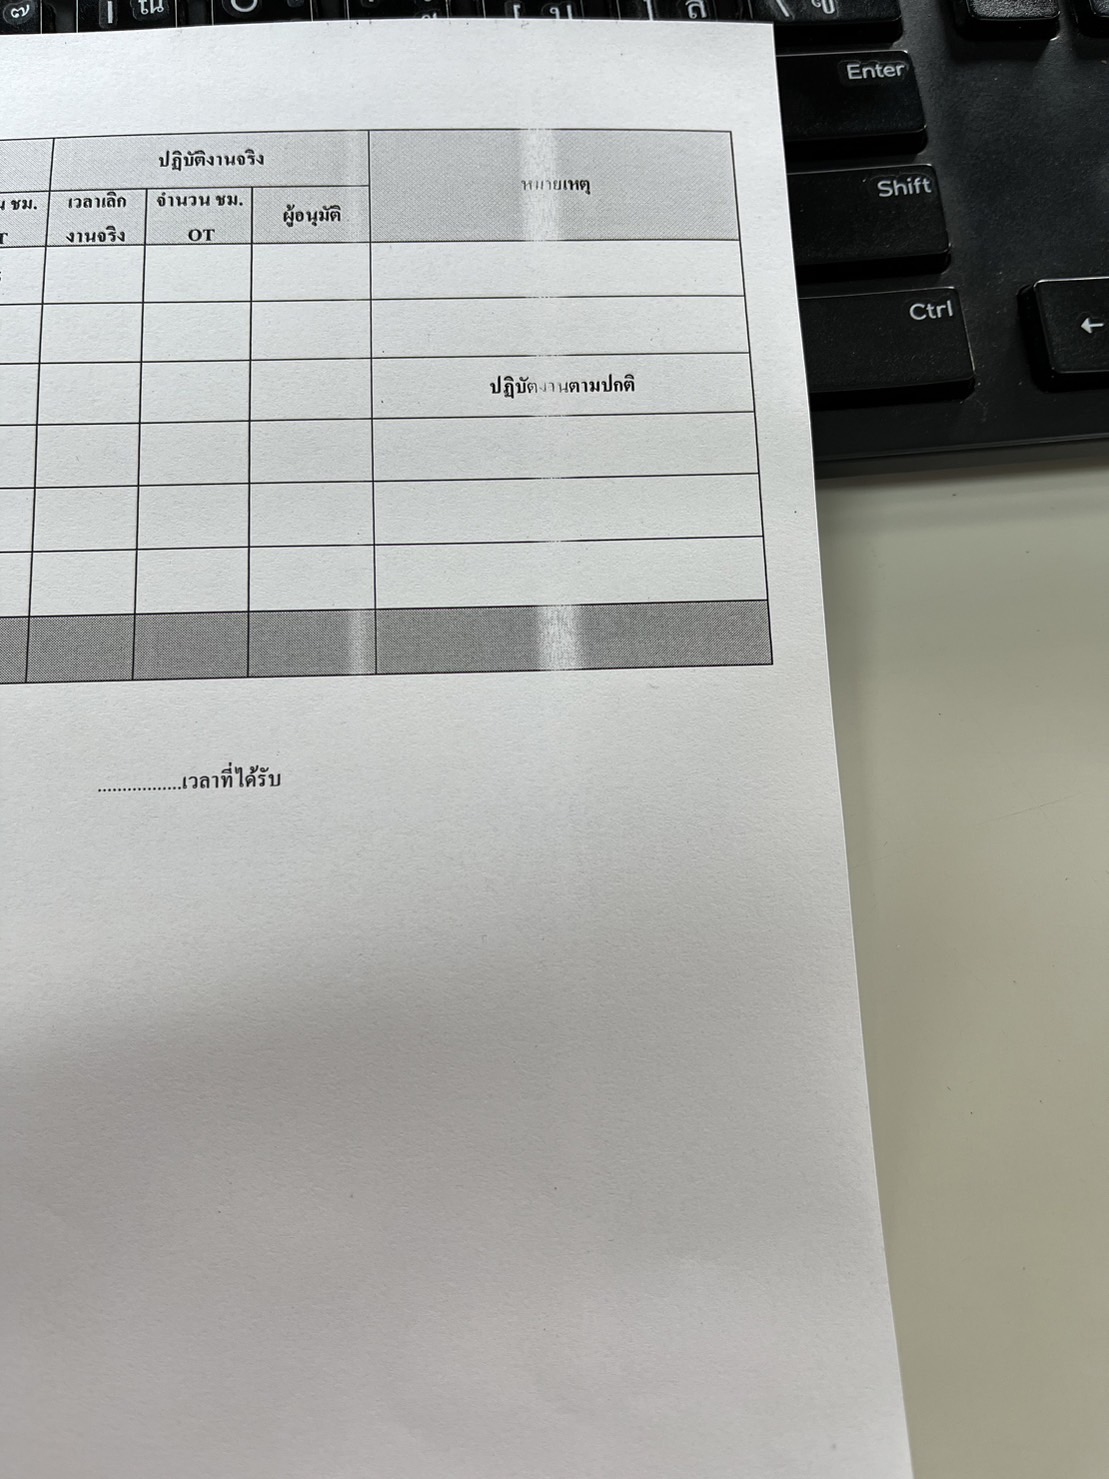 ปฏิบัติงานจริง
หมายเหตุ
ชม.
เวลาเลิก
งานจริง
จำนวน ชม.
OT
ผู้อนุมัติ
ปฏิบัติงานตามปกติ
.................เวลาที่ได้รับ
Enter
Shift
Ctrl
←